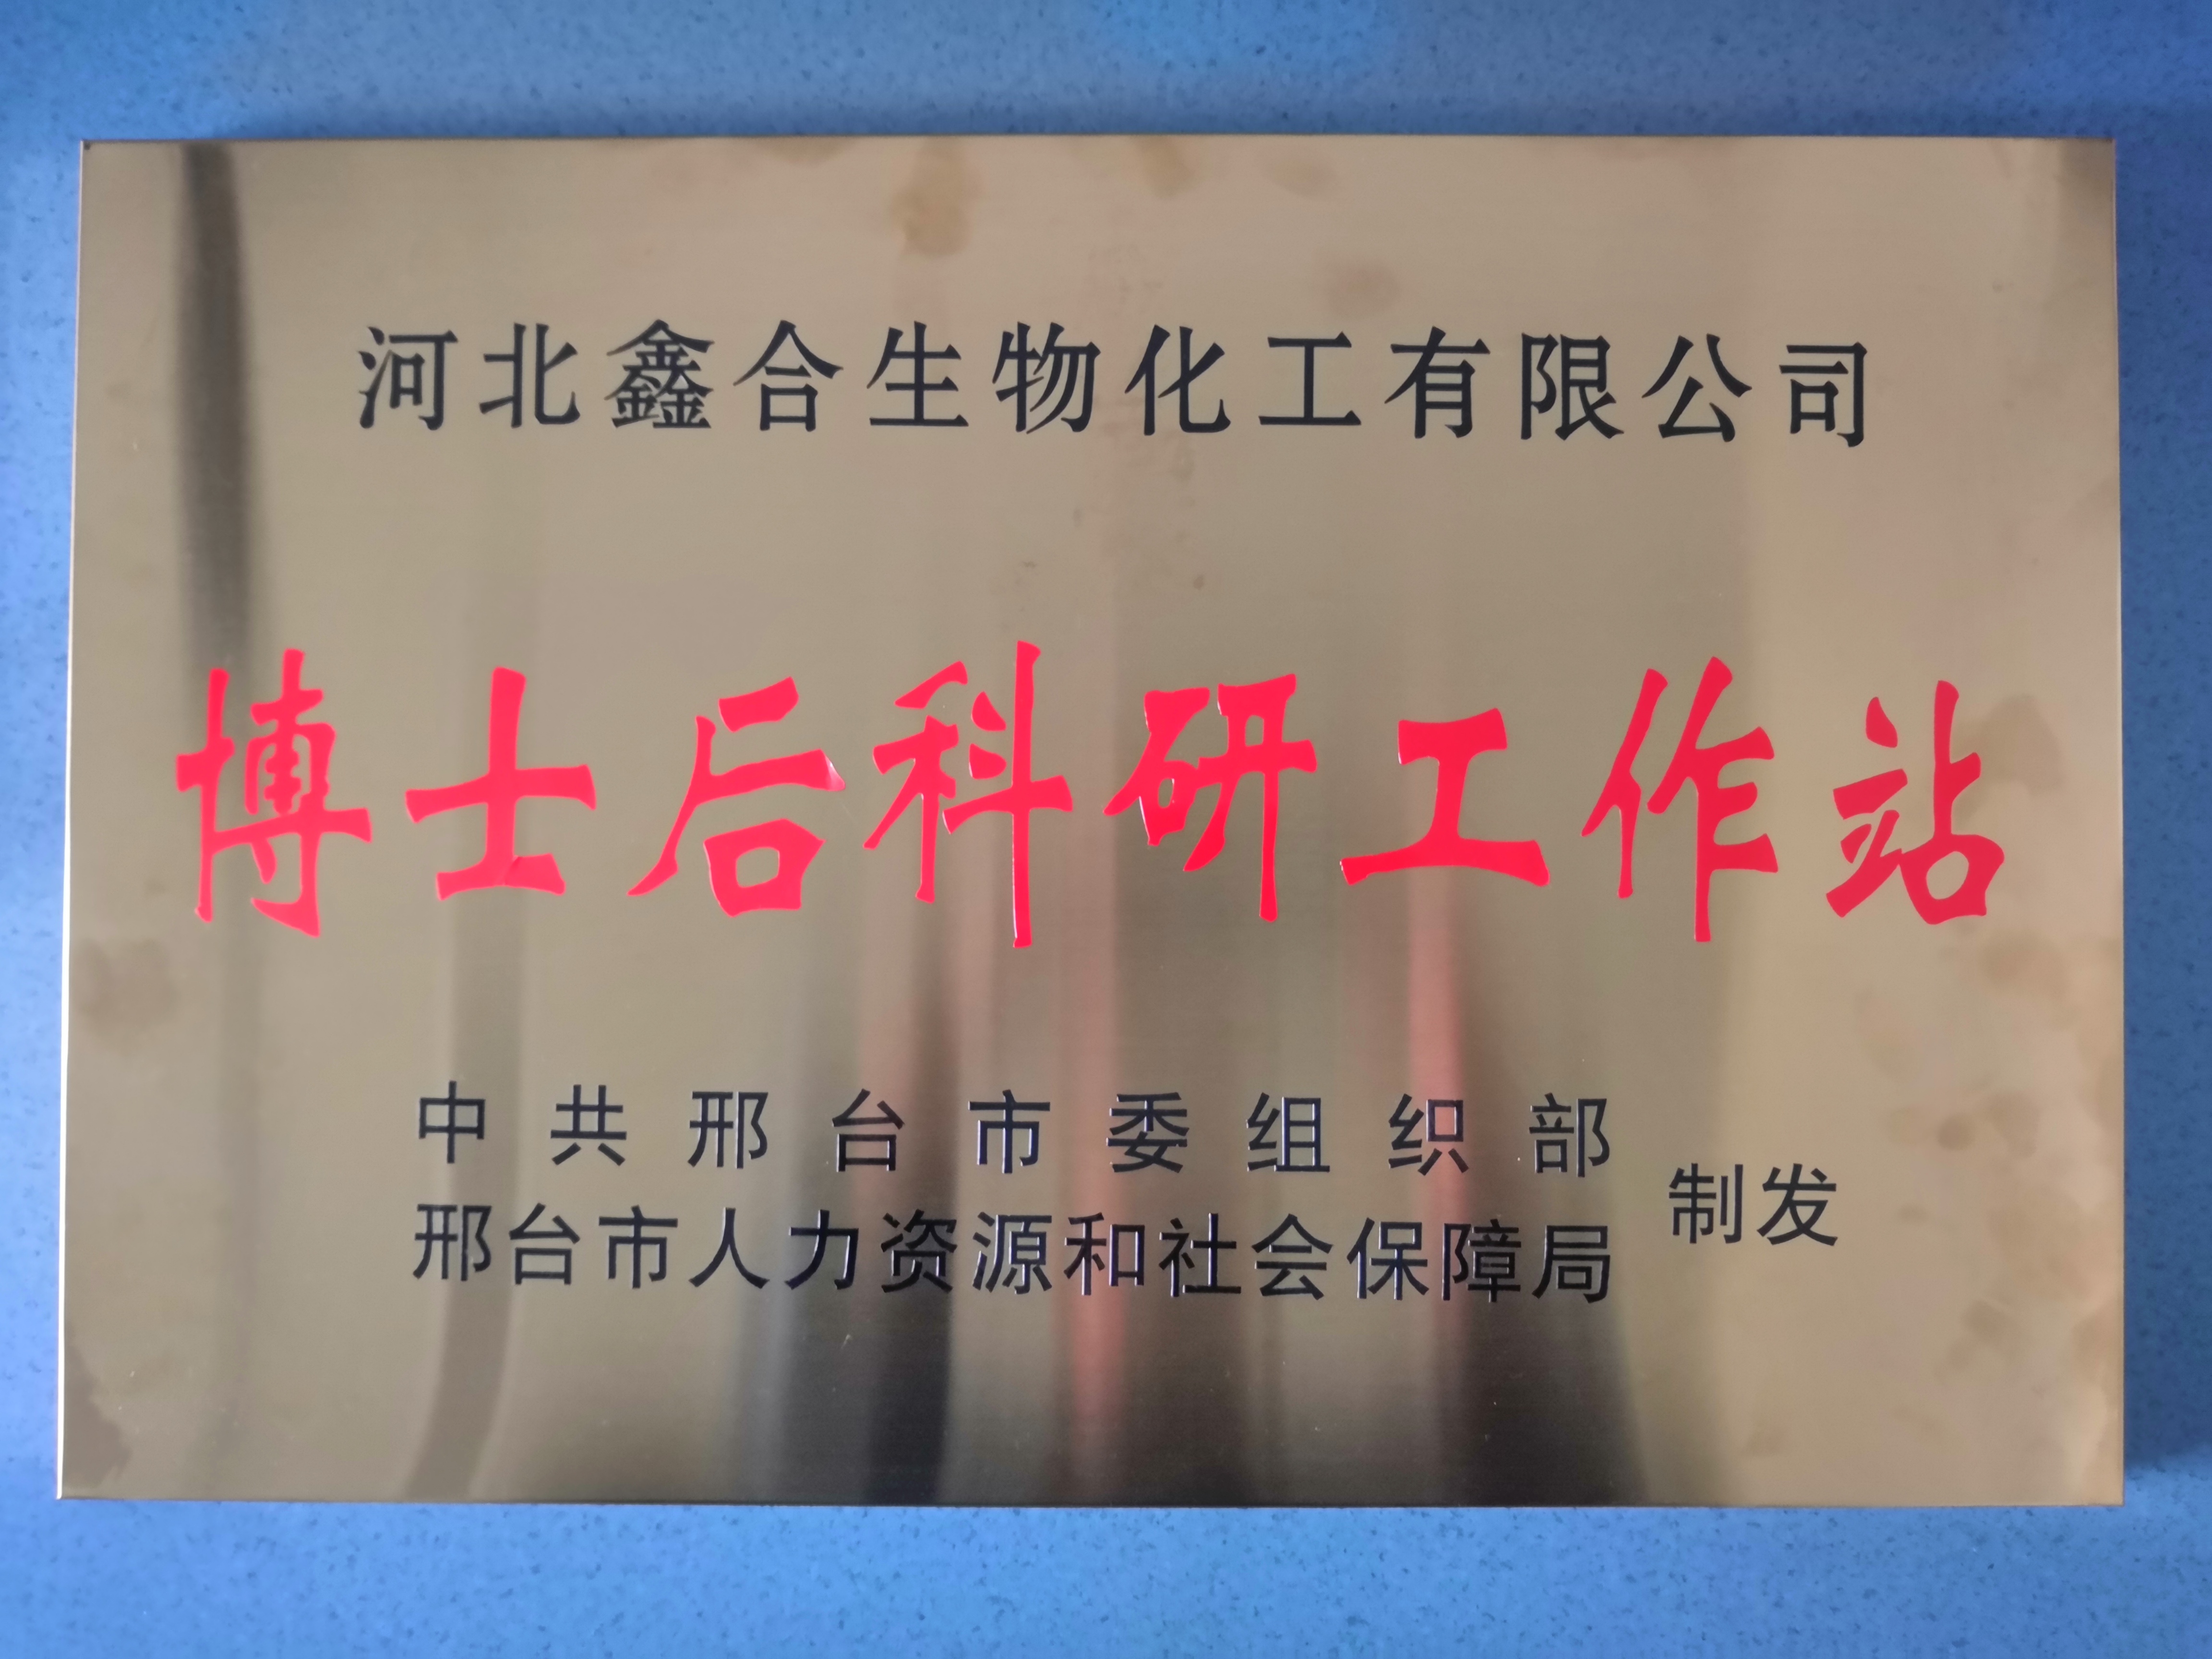 河北鑫合生物化工有限公司
博士后科研工作站
中共邢台市委组织部
邢台市人力资源和社会保障局
制发